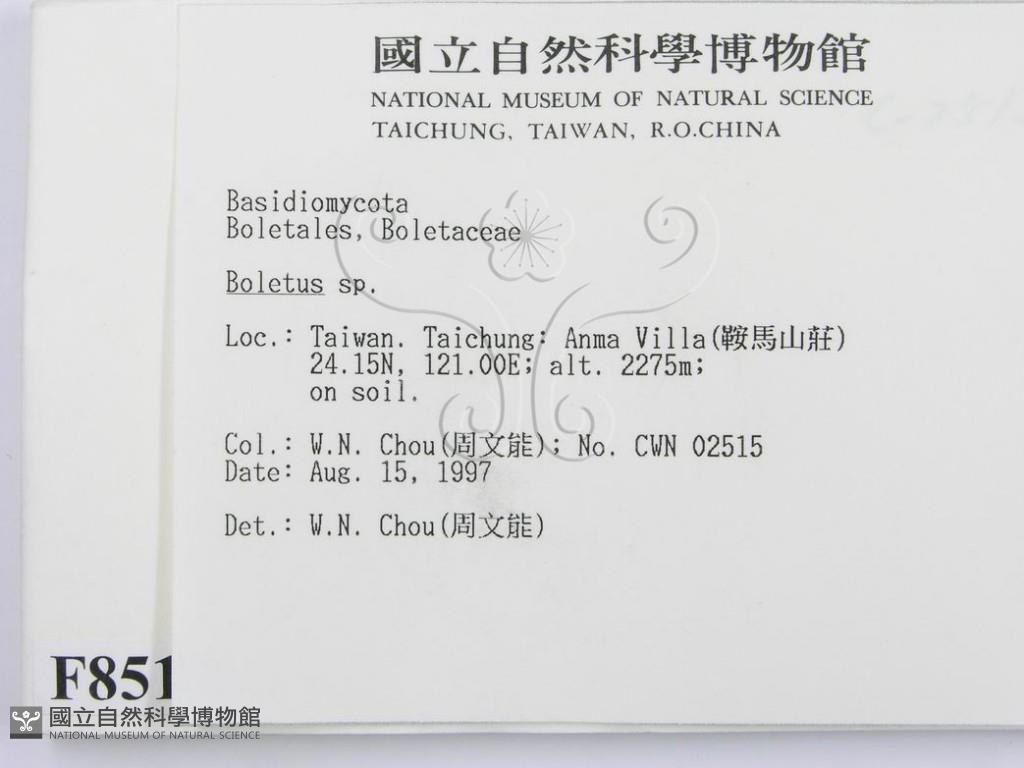 國立自然科學博物館
NATIONAL MUSEUM OF NATURAL SCIENCE
TAICHUNG, TAIWAN, R.O.CHINA
Basidiomycota
Boletales, Boletaceae
Boletus sp.
Loc.: Taiwan. Taichung: Anma Villa(鞍馬山莊)
24.15N, 121.00E; alt. 2275m;
on soil.
Col.: W.N. Chou(周文能); No. CWN 02515
Date: Aug. 15, 1997
Det.: W.N. Chou(周文能)
F851
國立自然科學博物館
NATIONAL MUSEUM OF NATURAL SCIENCE